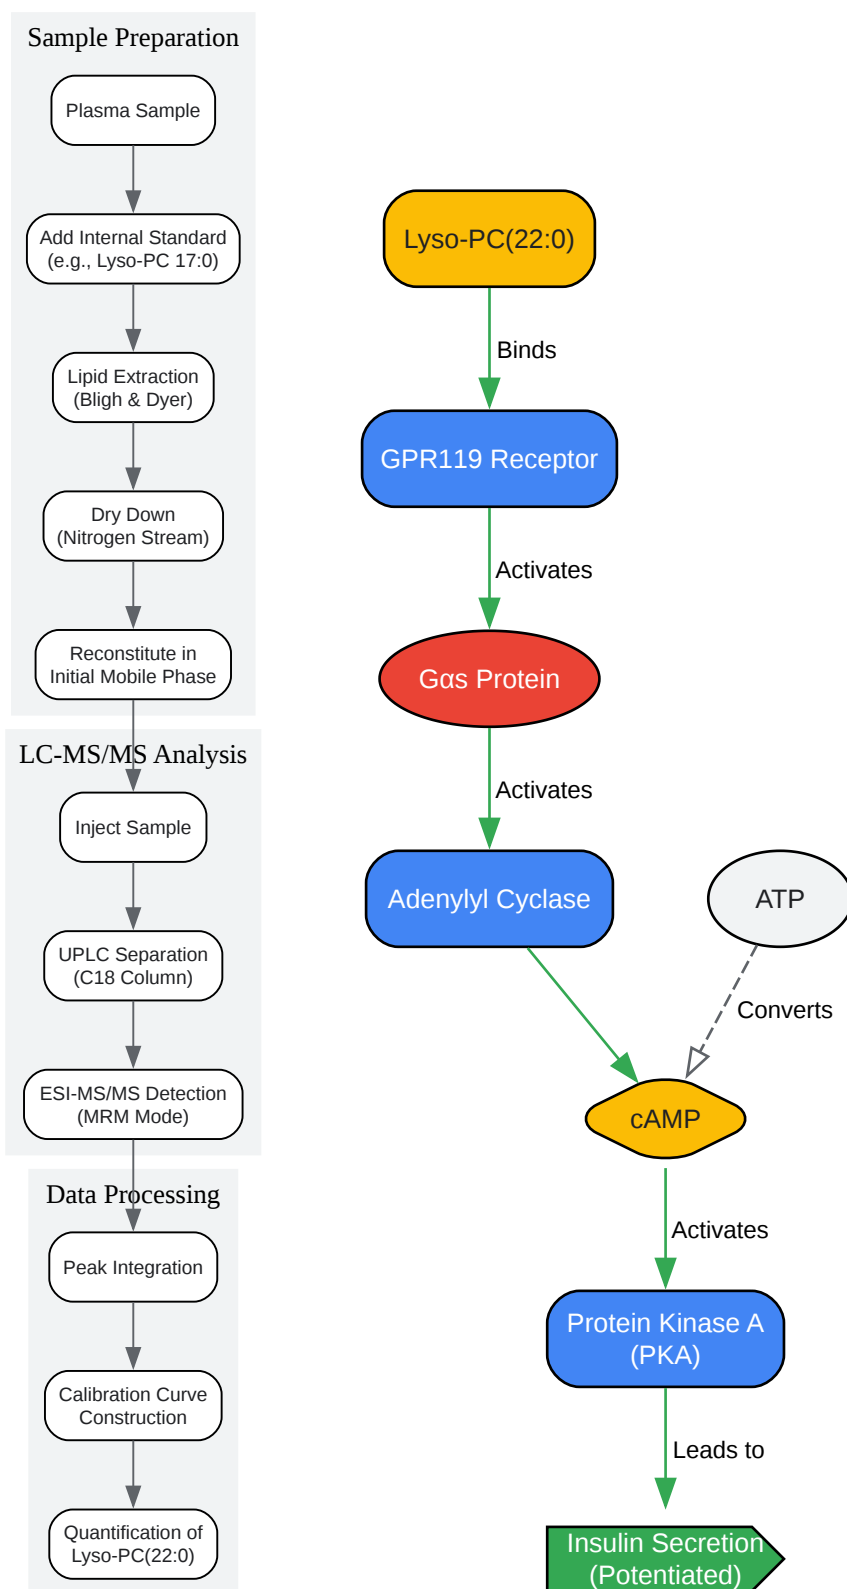 Sample Preparation
Plasma Sample
Add Internal Standard
(e.g., Lyso-PC 17:0)
Lipid Extraction
(Bligh & Dyer)
Dry Down
(Nitrogen Stream)
Reconstitute in
Initial Mobile Phase
LC-MS/MS Analysis
Inject Sample
UPLC Separation
(C18 Column)
ESI-MS/MS Detection
(MRM Mode)
Data Processing
Peak Integration
Calibration Curve
Construction
Quantification of
Lyso-PC(22:0)
Lyso-PC(22:0)
Binds
GPR119 Receptor
Activates
Gαs Protein
Activates
Adenylyl Cyclase
ATP
Converts
cAMP
Activates
Protein Kinase A
(PKA)
Leads to
Insulin Secretion
(Potentiated)